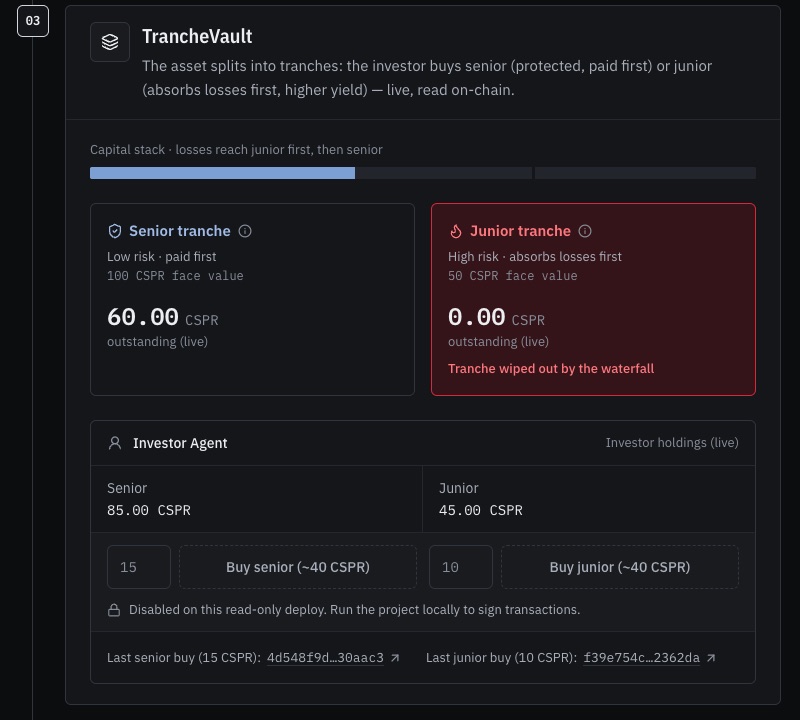 03
TrancheVault
The asset splits into tranches: the investor buys senior (protected, paid first) or junior
(absorbs losses first, higher yield) — live, read on-chain.
Capital stack · losses reach junior first, then senior
Senior tranche
Low risk · paid first
100 CSPR face value
60.00 CSPR
outstanding (live)
Junior tranche
High risk · absorbs losses first
50 CSPR face value
0.00 CSPR
outstanding (live)
Tranche wiped out by the waterfall
Investor Agent
Investor holdings (live)
Senior
85.00 CSPR
Junior
45.00 CSPR
15
Buy senior (~40 CSPR)
10
Buy junior (~40 CSPR)
Disabled on this read-only deploy. Run the project locally to sign transactions.
Last senior buy (15 CSPR): 4d548f9d…30aac3
Last junior buy (10 CSPR): f39e754c…2362da